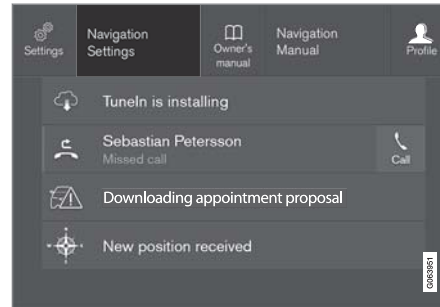 Settings
Navigation
Settings
Owner's
manual
Navigation
Manual
Profile
TuneIn is installing
Sebastian Petersson
Missed call
Call
Downloading appointment proposal
New position received
G063951